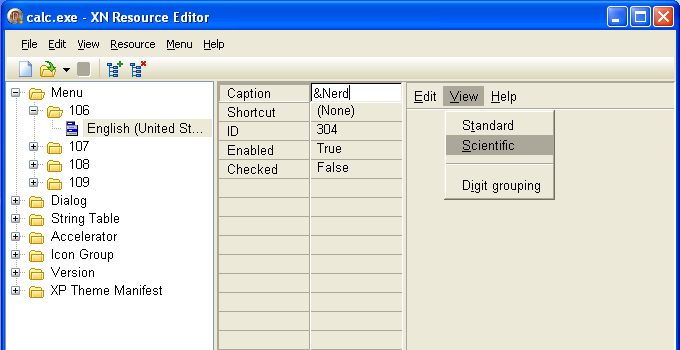 calc.exe - XN Resource Editor
File Edit View Resource Menu Help
Menu
106
English (United St...
107
108
109
Dialog
String Table
Accelerator
Icon Group
Version
XP Theme Manifest
Caption &Nerd
Shortcut (None)
ID 304
Enabled True
Checked False
Edit View Help
Standard
Scientific
Digit grouping